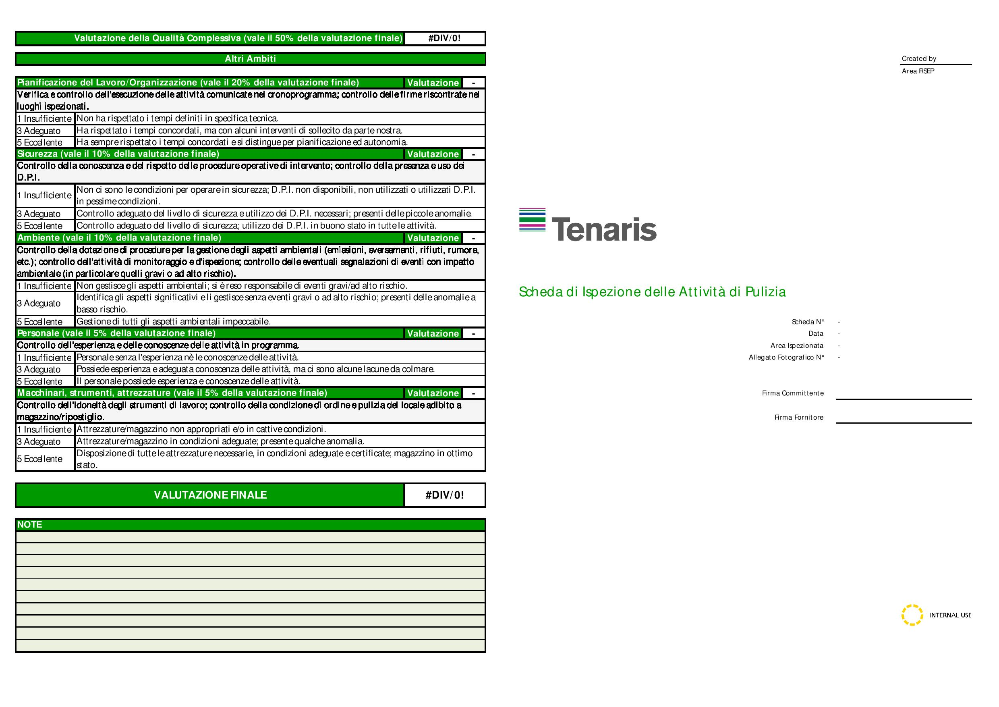 Valutazione della Qualità Complessiva (vale il 50% della valutazione finale) #DIV/0!
Altri Ambiti
Pianificazione del Lavoro/Organizzazione (vale il 20% della valutazione finale) Valutazione -
Verifica e controllo dell'esecuzione delle attività comunicate nel cronoprogramma; controllo delle firme riscontrate nei
luoghi ispezionati.
1 Insufficiente Non ha rispettato i tempi definiti in specifica tecnica.
3 Adeguato Ha rispettato i tempi concordati, ma con alcuni interventi di sollecito da parte nostra.
5 Eccellente Ha sempre rispettato i tempi concordati e si distingue per pianificazione ed autonomia.
Sicurezza (vale il 10% della valutazione finale) Valutazione -
Controllo della conoscenza e del rispetto delle procedure operative di intervento; controllo della presenza e uso dei
D.P.I.
1 Insufficiente Non ci sono le condizioni per operare in sicurezza; D.P.I. non disponibili, non utilizzati o utilizzati D.P.I.
in pessime condizioni.
3 Adeguato Controllo adeguato del livello di sicurezza e utilizzo dei D.P.I. necessari; presenti delle piccole anomalie.
5 Eccellente Controllo adeguato del livello di sicurezza; utilizzo dei D.P.I. in buono stato in tutte le attività.
Ambiente (vale il 10% della valutazione finale) Valutazione -
Controllo della dotazione di procedure per la gestione degli aspetti ambientali (emissioni, sversamenti, rifiuti, rumore,
etc.); controllo dell'attività di monitoraggio e d'ispezione; controllo delle eventuali segnalazioni di eventi con impatto
ambientale (in particolare quelli gravi o ad alto rischio).
1 Insufficiente Non gestisce gli aspetti ambientali; si è reso responsabile di eventi gravi/ad alto rischio.
3 Adeguato Identifica gli aspetti significativi e li gestisce senza eventi gravi o ad alto rischio; presenti delle anomalie a
basso rischio.
5 Eccellente Gestione di tutti gli aspetti ambientali impeccabile.
Personale (vale il 5% della valutazione finale) Valutazione -
Controllo dell'esperienza e delle conoscenze delle attività in programma.
1 Insufficiente Personale senza l'esperienza nè le conoscenze delle attività.
3 Adeguato Possiede esperienza e adeguata conoscenza delle attività, ma ci sono alcune lacune da colmare.
5 Eccellente Il personale possiede esperienza e conoscenze delle attività.
Macchinari, strumenti, attrezzature (vale il 5% della valutazione finale) Valutazione -
Controllo dell'idoneità degli strumenti di lavoro; controllo della condizione di ordine e pulizia del locale adibito a
magazzino/ripostiglio.
1 Insufficiente Attrezzature/magazzino non appropriati e/o in cattive condizioni.
3 Adeguato Attrezzature/magazzino in condizioni adeguate; presente qualche anomalia.
5 Eccellente Disposizione di tutte le attrezzature necessarie, in condizioni adeguate e certificate; magazzino in ottimo
stato.
VALUTAZIONE FINALE #DIV/0!
NOTE
Created by
Area RSEP
Tenaris
Scheda di Ispezione delle Attività di Pulizia
Scheda N° -
Data -
Area Ispezionata -
Allegato Fotografico N° -
Firma Committente
Firma Fornitore
INTERNAL USE